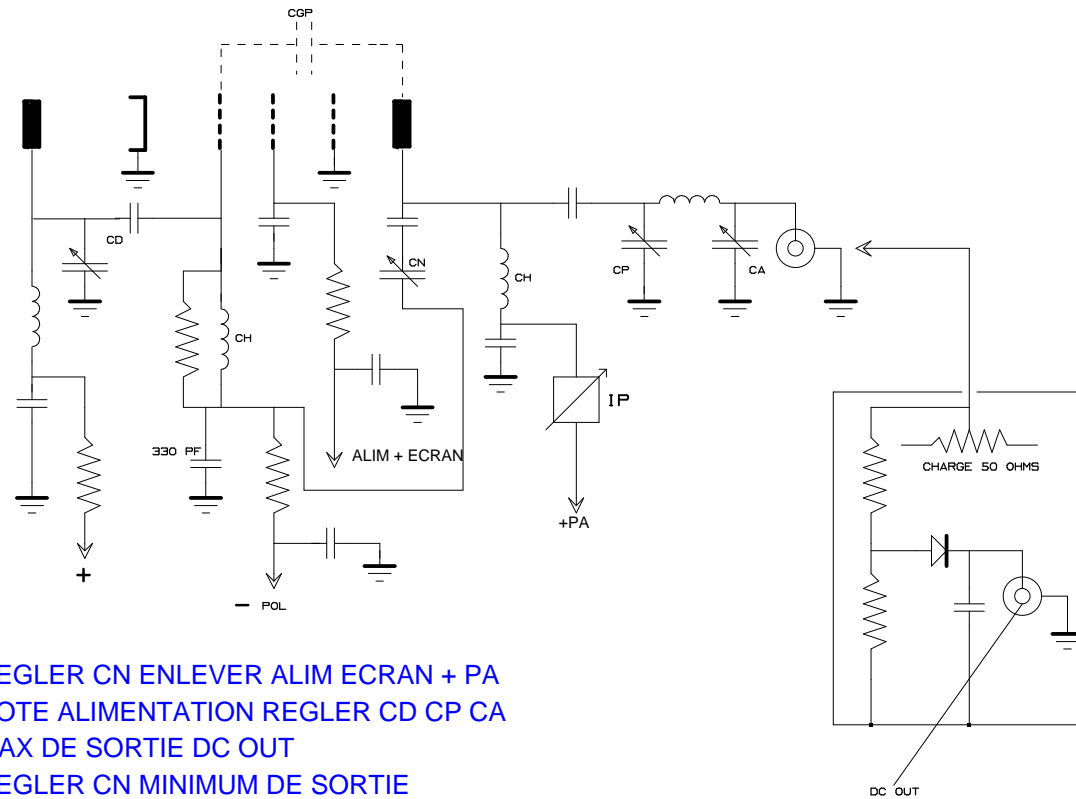 CGP
CD
CN
CH
CP
CA
CH
IP
330 PF
ALIM + ECRAN
CHARGE 50 OHMS
+PA
+
− POL
EGLER CN ENLEVER ALIM ECRAN + PA
OTE ALIMENTATION REGLER CD CP CA
AX DE SORTIE DC OUT
EGLER CN MINIMUM DE SORTIE
DC OUT